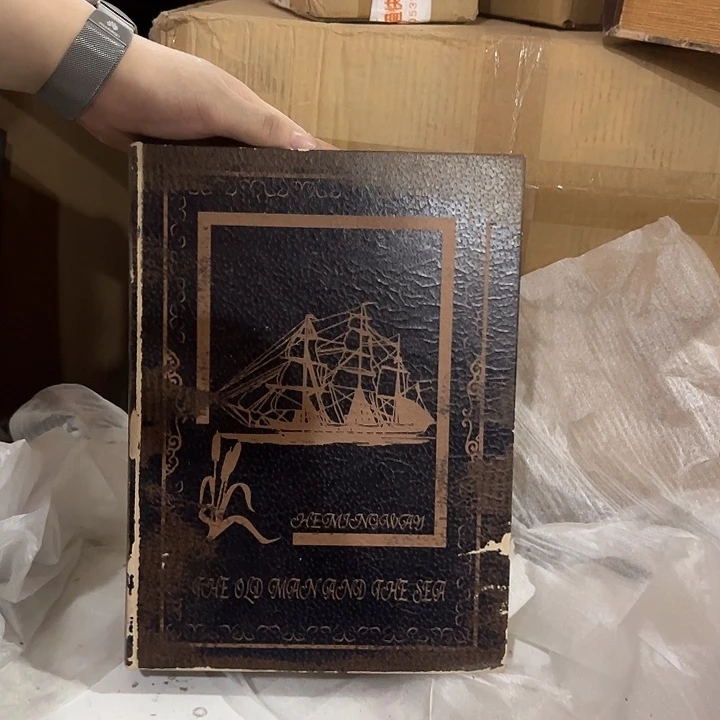 HEMINGWAY
THE OLD MAN AND THE SEA